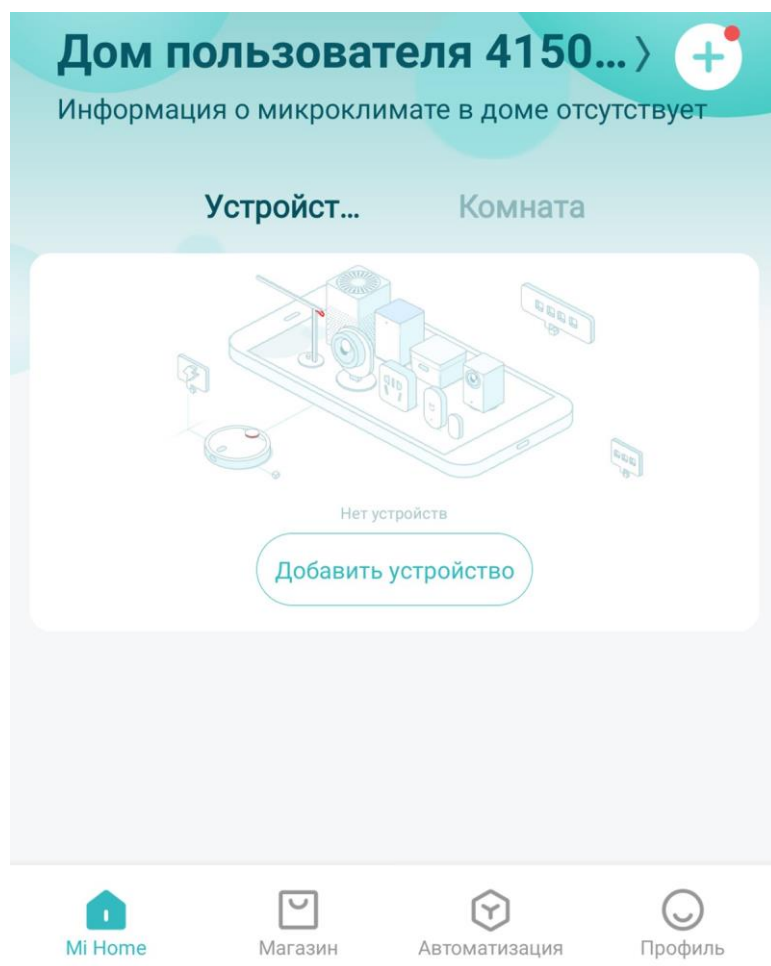 Дом пользователя 4150...
Информация о микроклимате в доме отсутствует
Устройст... Комната
Нет устройств
Добавить устройство
Mi Home Магазин Автоматизация Профиль